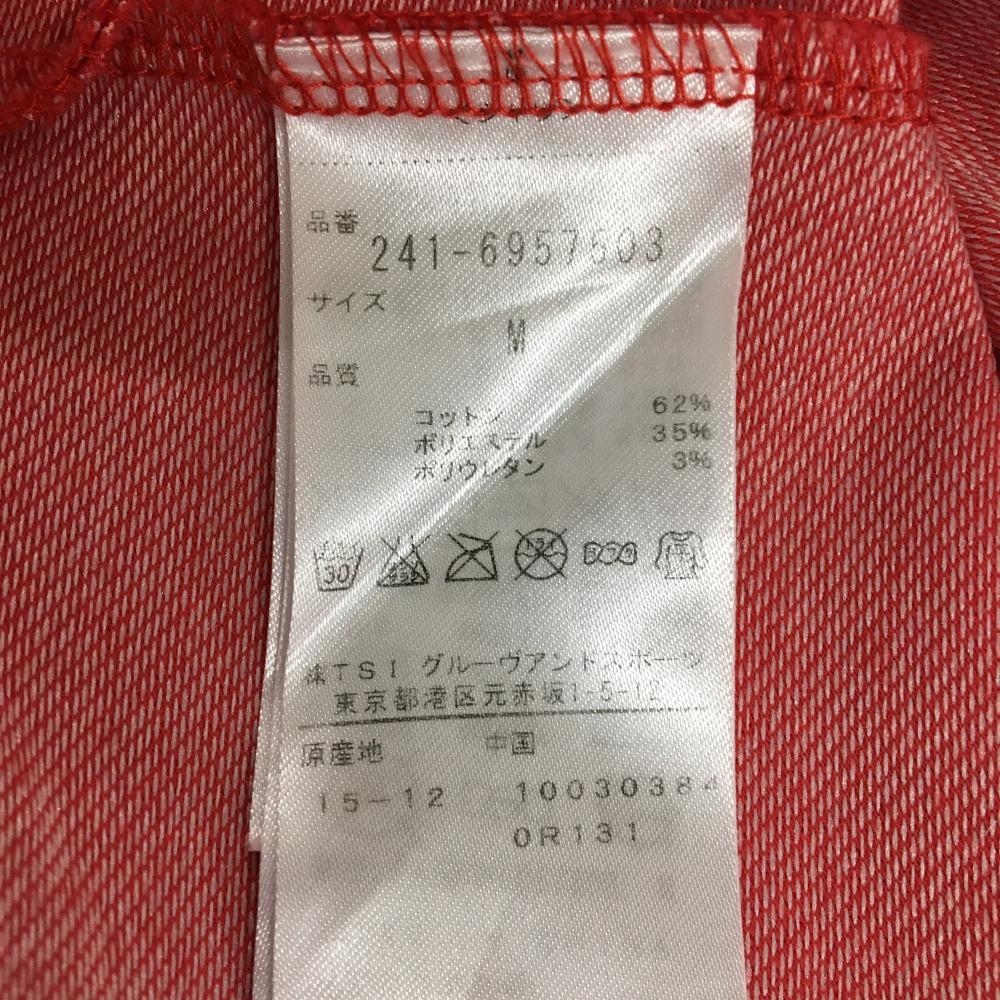 品番
241-6957603
サイズ
M
品質
コットン 62%
ポリエステル 35%
ポリウレタン 3%
30
㈱TSI グルーヴアンドスポーツ
東京都港区元赤坂1-5-12
原産地 中国
15-12 10030384
0R131